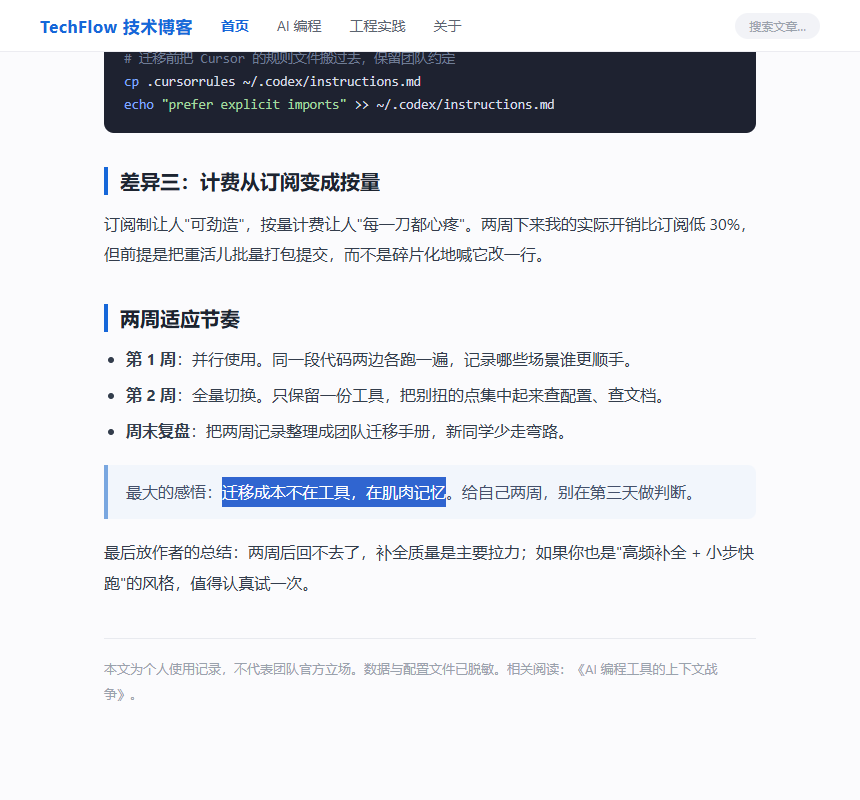 TechFlow 技术博客 首页 AI 编程 工程实践 关于 搜索文章...
# 迁移前把 Cursor 的规则文件搬过去，保留团队约定
cp .cursorrules ~/.codex/instructions.md
echo "prefer explicit imports" >> ~/.codex/instructions.md
差异三：计费从订阅变成按量
订阅制让人"可劲造"，按量计费让人"每一刀都心疼"。两周下来我的实际开销比订阅低 30%，
但前提是把重活儿批量打包提交，而不是碎片化地喊它改一行。
两周适应节奏
• 第 1 周：并行使用。同一段代码两边各跑一遍，记录哪些场景谁更顺手。
• 第 2 周：全量切换。只保留一份工具，把别扭的点集中起来查配置、查文档。
• 周末复盘：把两周记录整理成团队迁移手册，新同学少走弯路。
最大的感悟：迁移成本不在工具，在肌肉记忆。给自己两周，别在第三天做判断。
最后放作者的总结：两周后回不去了，补全质量是主要拉力；如果你也是"高频补全 + 小步快
跑"的风格，值得认真试一次。
本文为个人使用记录，不代表团队官方立场。数据与配置文件已脱敏。相关阅读：《AI 编程工具的上下文战
争》。